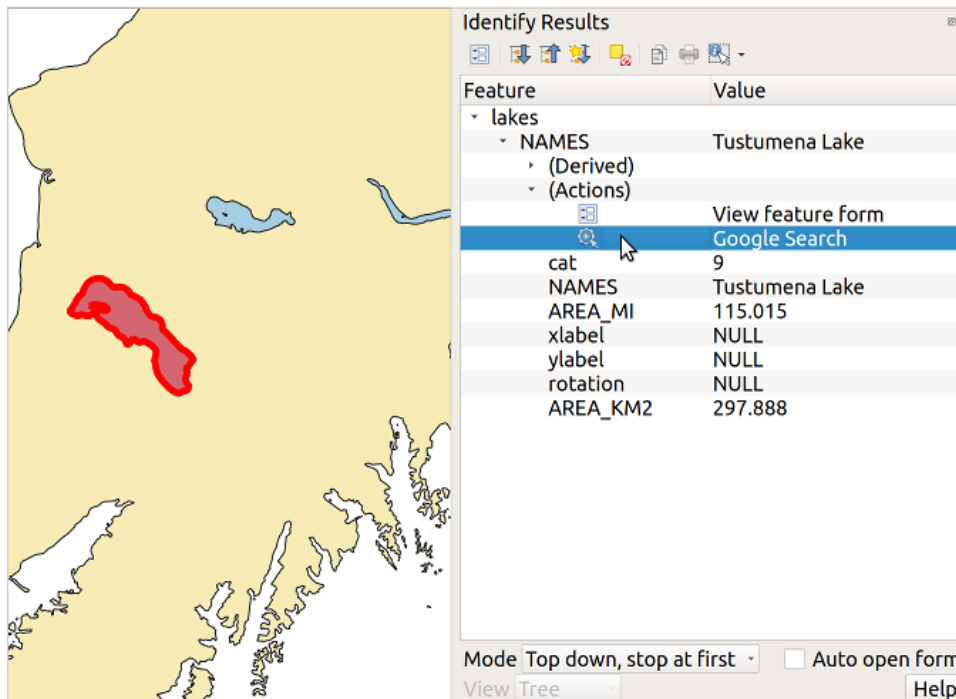 Identify Results
Feature Value
lakes
NAMES Tustumena Lake
(Derived)
(Actions)
View feature form
Google Search
cat 9
NAMES Tustumena Lake
AREA_MI 115.015
xlabel NULL
ylabel NULL
rotation NULL
AREA_KM2 297.888
Mode Top down, stop at first Auto open form
View Tree Help